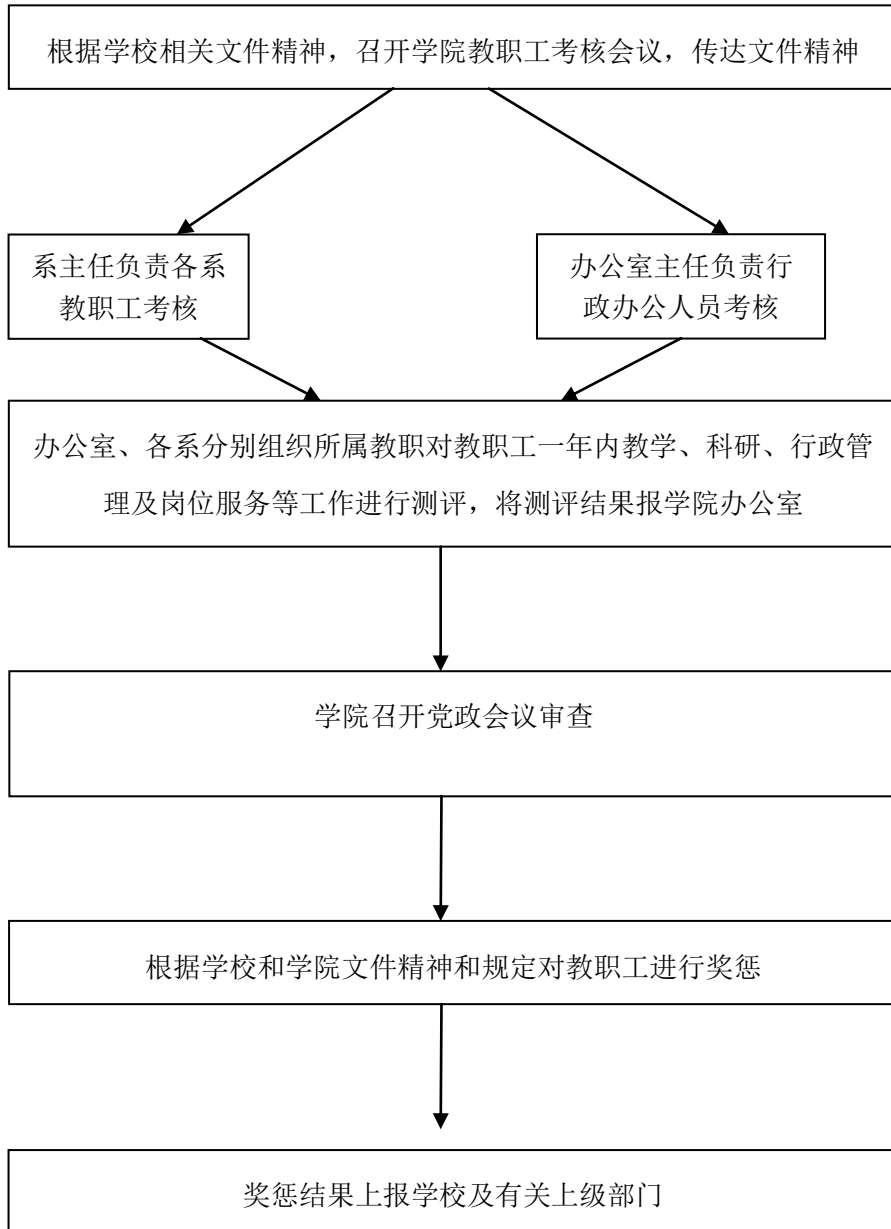 根据学校相关文件精神，召开学院教职工考核会议，传达文件精神
系主任负责各系
教职工考核
办公室主任负责行
政办公人员考核
办公室、各系分别组织所属教职对教职工一年内教学、科研、行政管
理及岗位服务等工作进行测评，将测评结果报学院办公室
学院召开党政会议审查
根据学校和学院文件精神和规定对教职工进行奖惩
奖惩结果上报学校及有关上级部门